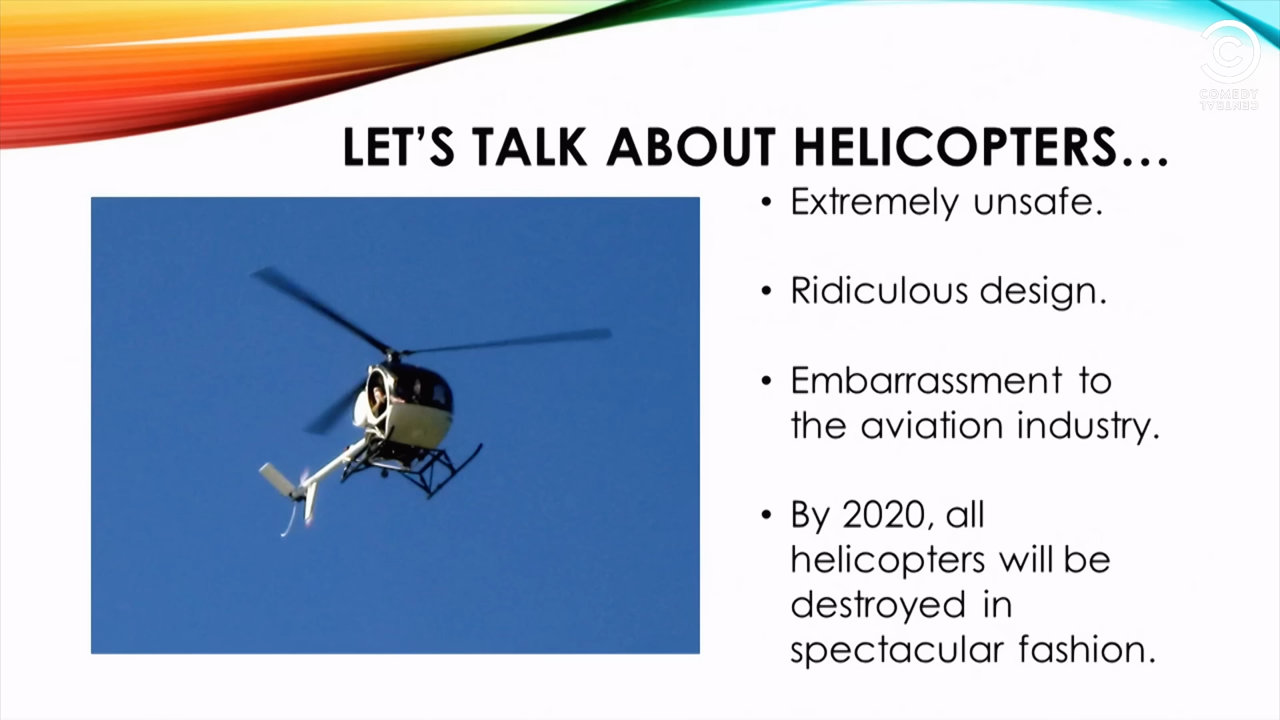 COMEDY
CENTRAL
LET'S TALK ABOUT HELICOPTERS…
• Extremely unsafe.
• Ridiculous design.
• Embarrassment to
the aviation industry.
• By 2020, all
helicopters will be
destroyed in
spectacular fashion.